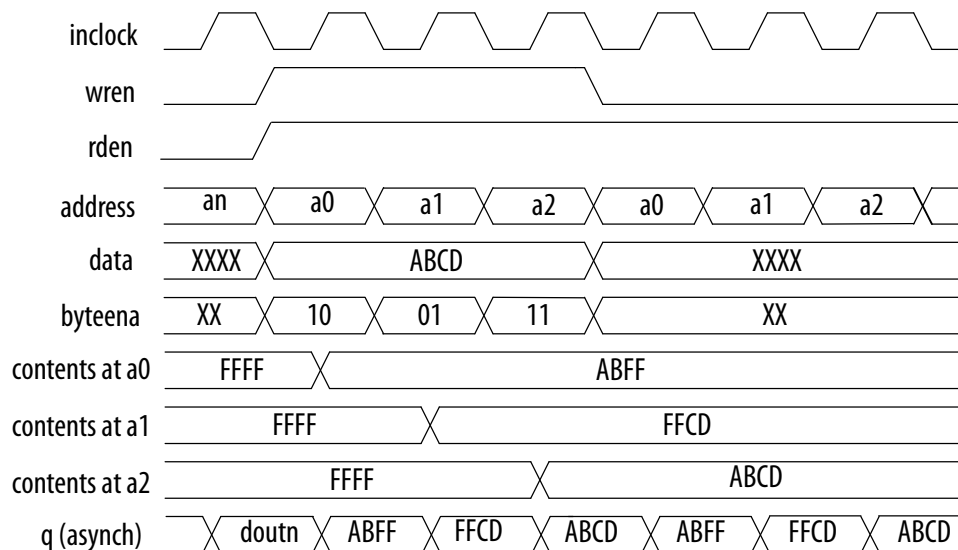 inclock
wren
rden
address an a0 a1 a2 a0 a1 a2
data XXXX ABCD XXXX
byteena XX 10 01 11 XX
contents at a0 FFFF ABFF
contents at a1 FFFF FFCD
contents at a2 FFFF ABCD
q (asynch) doutn ABFF FFCD ABCD ABFF FFCD ABCD